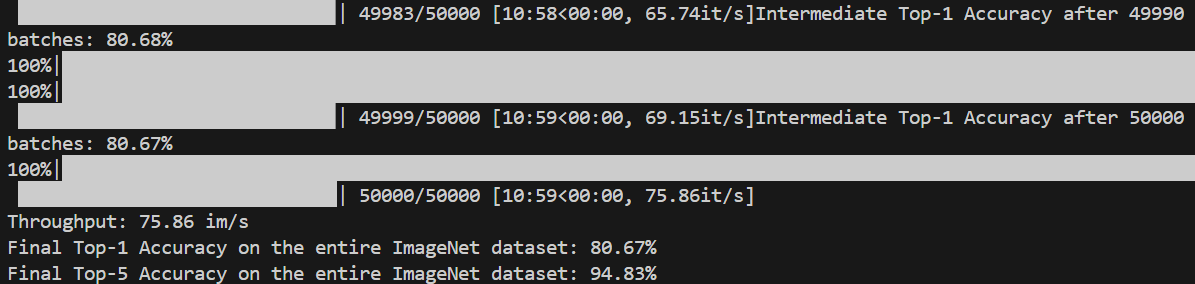 | 49983/50000 [10:58<00:00, 65.74it/s]Intermediate Top-1 Accuracy after 49990
batches: 80.68%
100%|
100%|
| 49999/50000 [10:59<00:00, 69.15it/s]Intermediate Top-1 Accuracy after 50000
batches: 80.67%
100%|
| 50000/50000 [10:59<00:00, 75.86it/s]
Throughput: 75.86 im/s
Final Top-1 Accuracy on the entire ImageNet dataset: 80.67%
Final Top-5 Accuracy on the entire ImageNet dataset: 94.83%